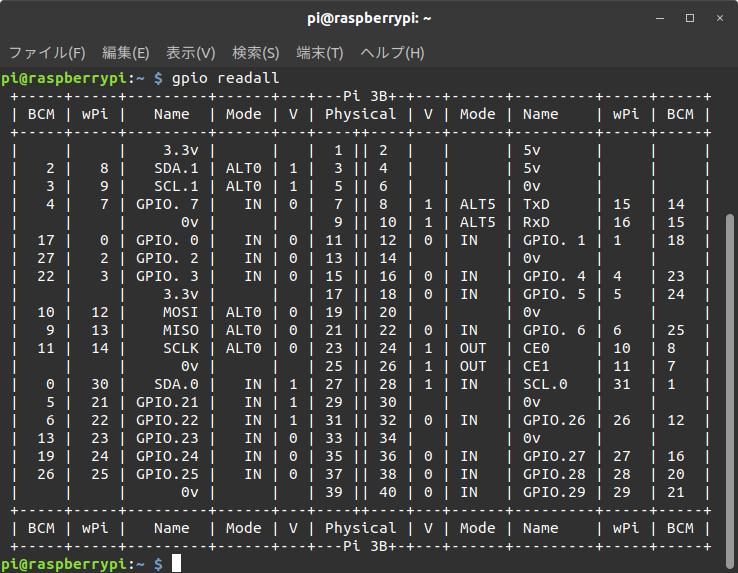 pi@raspberrypi: ~
ファイル(F) 編集(E) 表示(V) 検索(S) 端末(T) ヘルプ(H)
pi@raspberrypi:~ $ gpio readall
 +-----+-----+---------+------+---+---Pi 3B+-+---+------+---------+-----+-----+
 | BCM | wPi |   Name  | Mode | V | Physical | V | Mode | Name    | wPi | BCM |
 +-----+-----+---------+------+---+----++----+---+------+---------+-----+-----+
 |     |     |    3.3v |      |   |  1 || 2  |   |      | 5v      |     |     |
 |   2 |   8 |   SDA.1 | ALT0 | 1 |  3 || 4  |   |      | 5v      |     |     |
 |   3 |   9 |   SCL.1 | ALT0 | 1 |  5 || 6  |   |      | 0v      |     |     |
 |   4 |   7 | GPIO. 7 |   IN | 0 |  7 || 8  | 1 | ALT5 | TxD     | 15  | 14  |
 |     |     |      0v |      |   |  9 || 10 | 1 | ALT5 | RxD     | 16  | 15  |
 |  17 |   0 | GPIO. 0 |   IN | 0 | 11 || 12 | 0 | IN   | GPIO. 1 | 1   | 18  |
 |  27 |   2 | GPIO. 2 |   IN | 0 | 13 || 14 |   |      | 0v      |     |     |
 |  22 |   3 | GPIO. 3 |   IN | 0 | 15 || 16 | 0 | IN   | GPIO. 4 | 4   | 23  |
 |     |     |    3.3v |      |   | 17 || 18 | 0 | IN   | GPIO. 5 | 5   | 24  |
 |  10 |  12 |    MOSI | ALT0 | 0 | 19 || 20 |   |      | 0v      |     |     |
 |   9 |  13 |    MISO | ALT0 | 0 | 21 || 22 | 0 | IN   | GPIO. 6 | 6   | 25  |
 |  11 |  14 |    SCLK | ALT0 | 0 | 23 || 24 | 1 | OUT  | CE0     | 10  | 8   |
 |     |     |      0v |      |   | 25 || 26 | 1 | OUT  | CE1     | 11  | 7   |
 |   0 |  30 |   SDA.0 |   IN | 1 | 27 || 28 | 1 | IN   | SCL.0   | 31  | 1   |
 |   5 |  21 | GPIO.21 |   IN | 1 | 29 || 30 |   |      | 0v      |     |     |
 |   6 |  22 | GPIO.22 |   IN | 1 | 31 || 32 | 0 | IN   | GPIO.26 | 26  | 12  |
 |  13 |  23 | GPIO.23 |   IN | 0 | 33 || 34 |   |      | 0v      |     |     |
 |  19 |  24 | GPIO.24 |   IN | 0 | 35 || 36 | 0 | IN   | GPIO.27 | 27  | 16  |
 |  26 |  25 | GPIO.25 |   IN | 0 | 37 || 38 | 0 | IN   | GPIO.28 | 28  | 20  |
 |     |     |      0v |      |   | 39 || 40 | 0 | IN   | GPIO.29 | 29  | 21  |
 +-----+-----+---------+------+---+----++----+---+------+---------+-----+-----+
 | BCM | wPi |   Name  | Mode | V | Physical | V | Mode | Name    | wPi | BCM |
 +-----+-----+---------+------+---+---Pi 3B+-+---+------+---------+-----+-----+
pi@raspberrypi:~ $